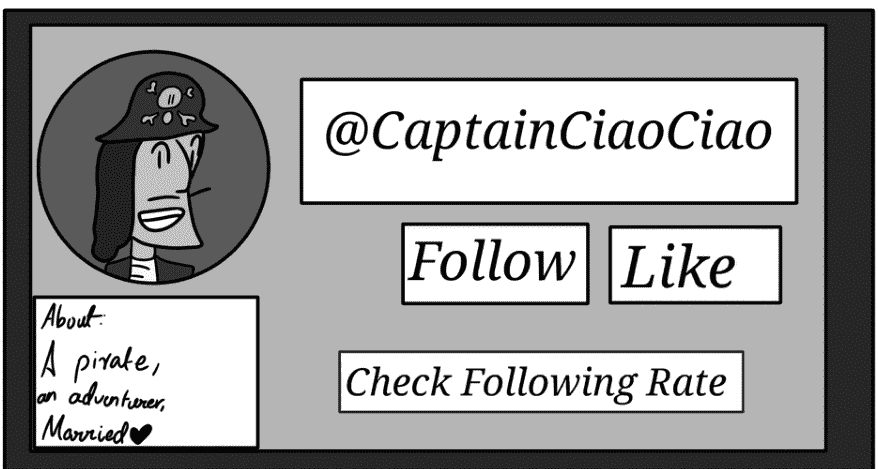 @CaptainCiaoCiao
Follow Like
Check Following Rate
About:
A pirate,
an adventurer,
Married♥